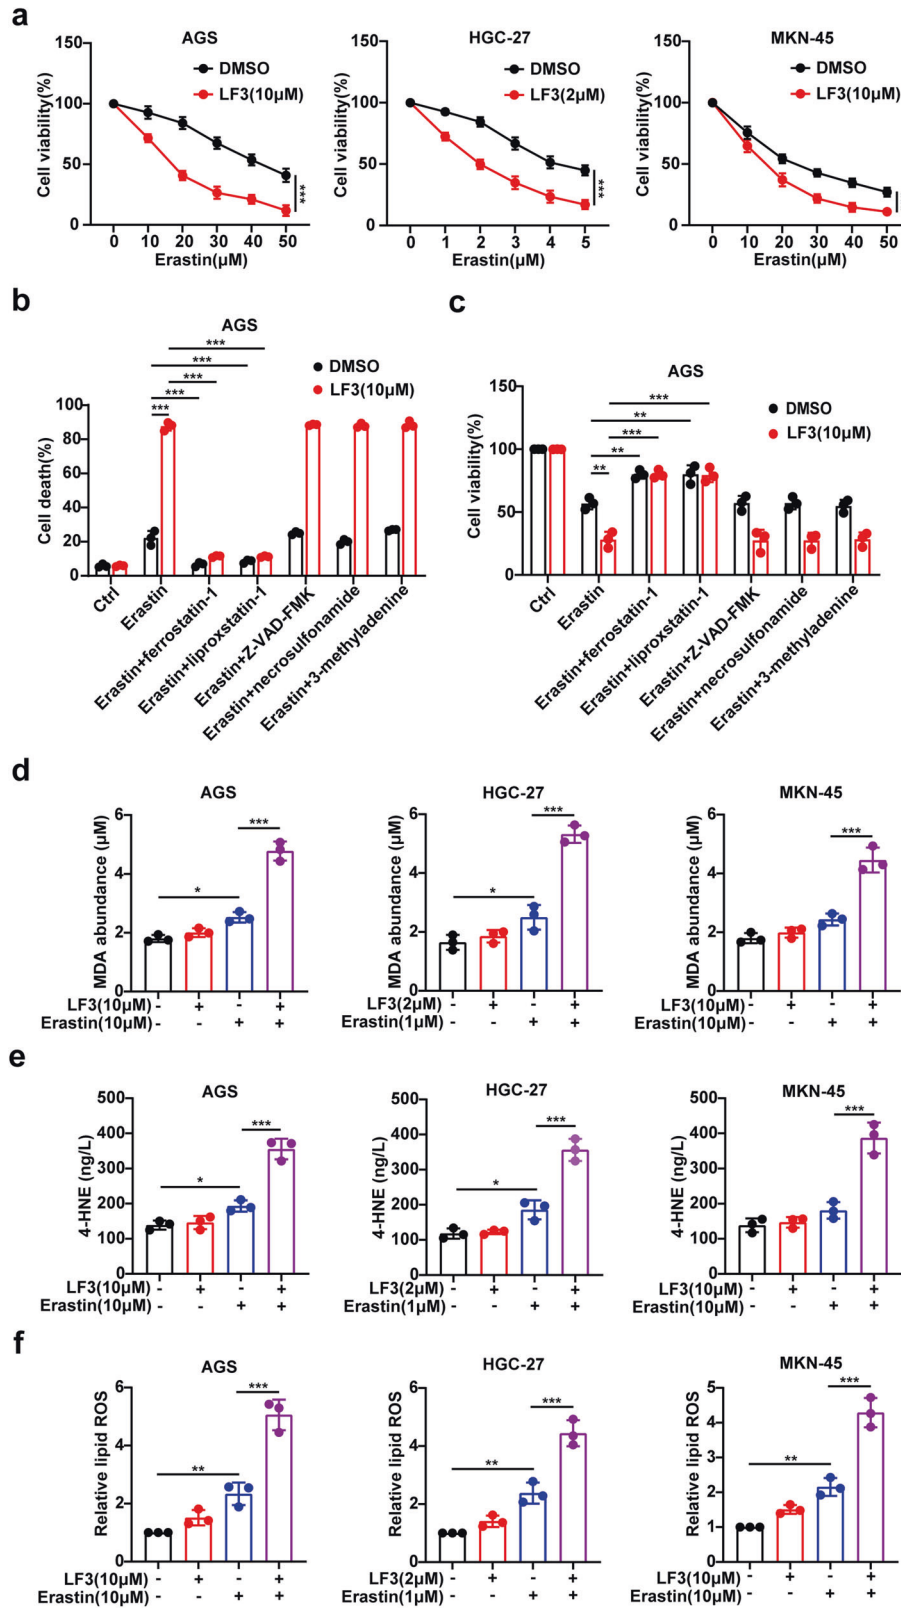 a
AGS
HGC-27
MKN-45
150
100
50
0
Cell viability(%)
DMSO
LF3(10μM)
***
0 10 20 30 40 50
Erastin(μM)
150
100
50
0
Cell viability(%)
DMSO
LF3(2μM)
***
0 1 2 3 4 5
Erastin(μM)
150
100
50
0
Cell viability(%)
DMSO
LF3(10μM)
0 10 20 30 40 50
Erastin(μM)
b
AGS
DMSO
LF3(10μM)
***
***
***
***
***
100
80
60
40
20
0
Cell death(%)
Ctrl
Erastin
Erastin+ferrostatin-1
Erastin+liproxstatin-1
Erastin+Z-VAD-FMK
Erastin+necrosulfonamide
Erastin+3-methyladenine
c
AGS
DMSO
LF3(10μM)
***
**
***
**
**
150
100
50
0
Cell viability(%)
Ctrl
Erastin
Erastin+ferrostatin-1
Erastin+liproxstatin-1
Erastin+Z-VAD-FMK
Erastin+necrosulfonamide
Erastin+3-methyladenine
d
AGS
***
*
6
4
2
0
MDA abundance (μM)
LF3(10μM) - + - +
Erastin(10μM) - - + +
HGC-27
***
*
6
4
2
0
MDA abundance (μM)
LF3(2μM) - + - +
Erastin(1μM) - - + +
MKN-45
***
6
4
2
0
MDA abundance (μM)
LF3(10μM) - + - +
Erastin(10μM) - - + +
e
AGS
***
*
500
400
300
200
100
0
4-HNE (ng/L)
LF3(10μM) - + - +
Erastin(10μM) - - + +
HGC-27
***
*
500
400
300
200
100
0
4-HNE (ng/L)
LF3(2μM) - + - +
Erastin(1μM) - - + +
MKN-45
***
500
400
300
200
100
0
4-HNE (ng/L)
LF3(10μM) - + - +
Erastin(10μM) - - + +
f
AGS
***
**
6
4
2
0
Relative lipid ROS
LF3(10μM) - + - +
Erastin(10μM) - - + +
HGC-27
***
**
6
4
2
0
Relative lipid ROS
LF3(2μM) - + - +
Erastin(1μM) - - + +
MKN-45
***
**
5
4
3
2
1
0
Relative lipid ROS
LF3(10μM) - + - +
Erastin(10μM) - - + +